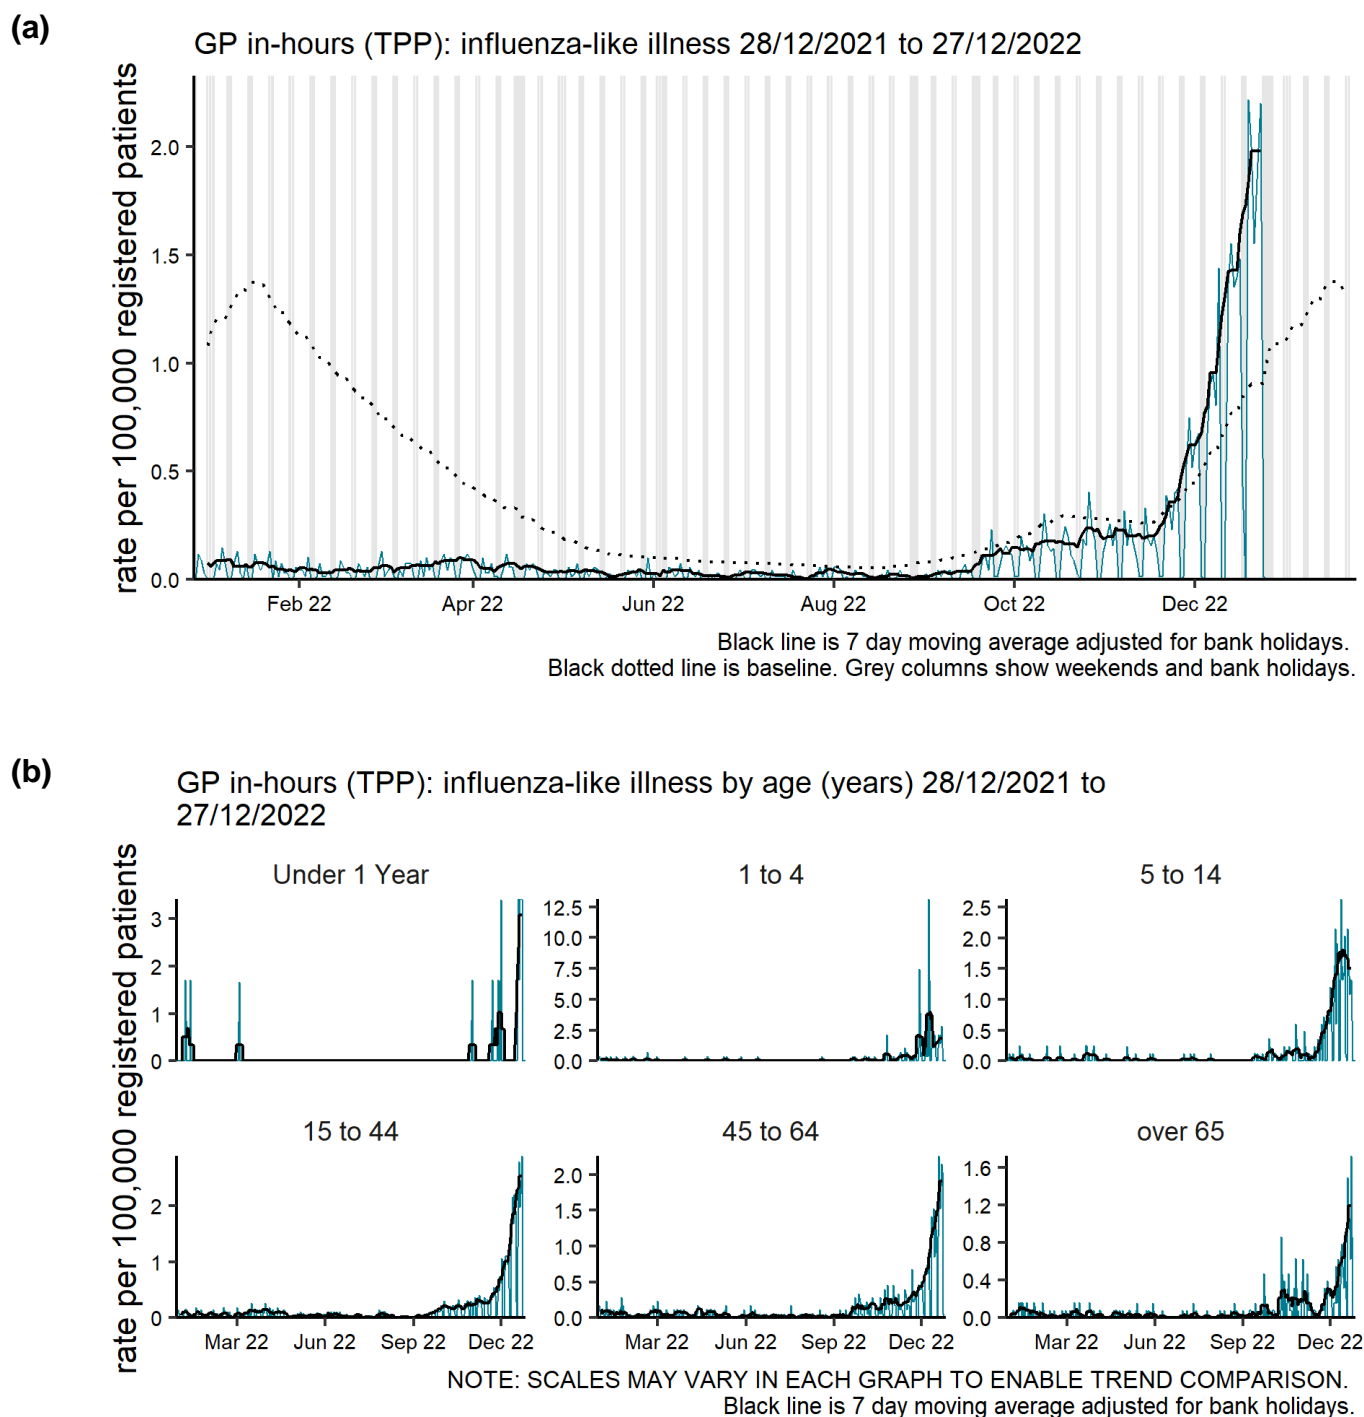 (a)
GP in-hours (TPP): influenza-like illness 28/12/2021 to 27/12/2022
rate per 100,000 registered patients
2.0
1.5
1.0
0.5
0.0
Feb 22 Apr 22 Jun 22 Aug 22 Oct 22 Dec 22
Black line is 7 day moving average adjusted for bank holidays.
Black dotted line is baseline. Grey columns show weekends and bank holidays.
(b)
GP in-hours (TPP): influenza-like illness by age (years) 28/12/2021 to
27/12/2022
rate per 100,000 registered patients
Under 1 Year
3
2
1
0
1 to 4
12.5
10.0
7.5
5.0
2.5
0.0
5 to 14
2.5
2.0
1.5
1.0
0.5
0.0
15 to 44
2
1
0
Mar 22 Jun 22 Sep 22 Dec 22
45 to 64
2.0
1.5
1.0
0.5
0.0
Mar 22 Jun 22 Sep 22 Dec 22
over 65
1.6
1.2
0.8
0.4
0.0
Mar 22 Jun 22 Sep 22 Dec 22
NOTE: SCALES MAY VARY IN EACH GRAPH TO ENABLE TREND COMPARISON.
Black line is 7 day moving average adjusted for bank holidays.